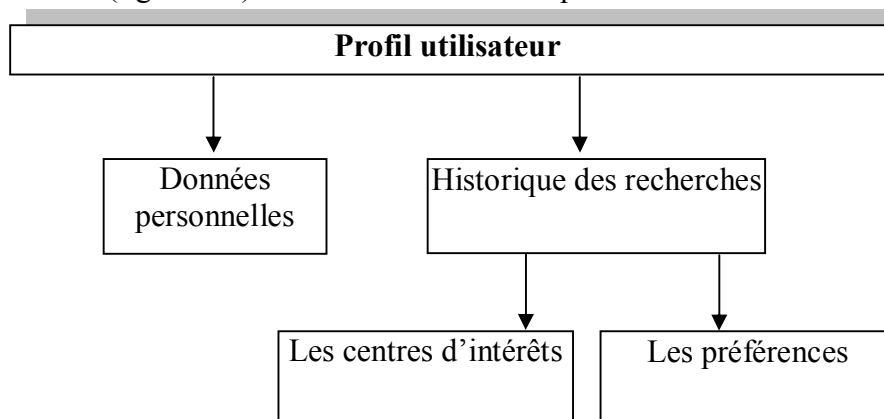 Profil utilisateur
Données
personnelles
Historique des recherches
Les centres d’intérêts
Les préférences